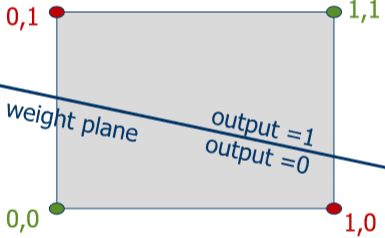 0,1
1,1
weight plane
output =1
output =0
0,0
1,0